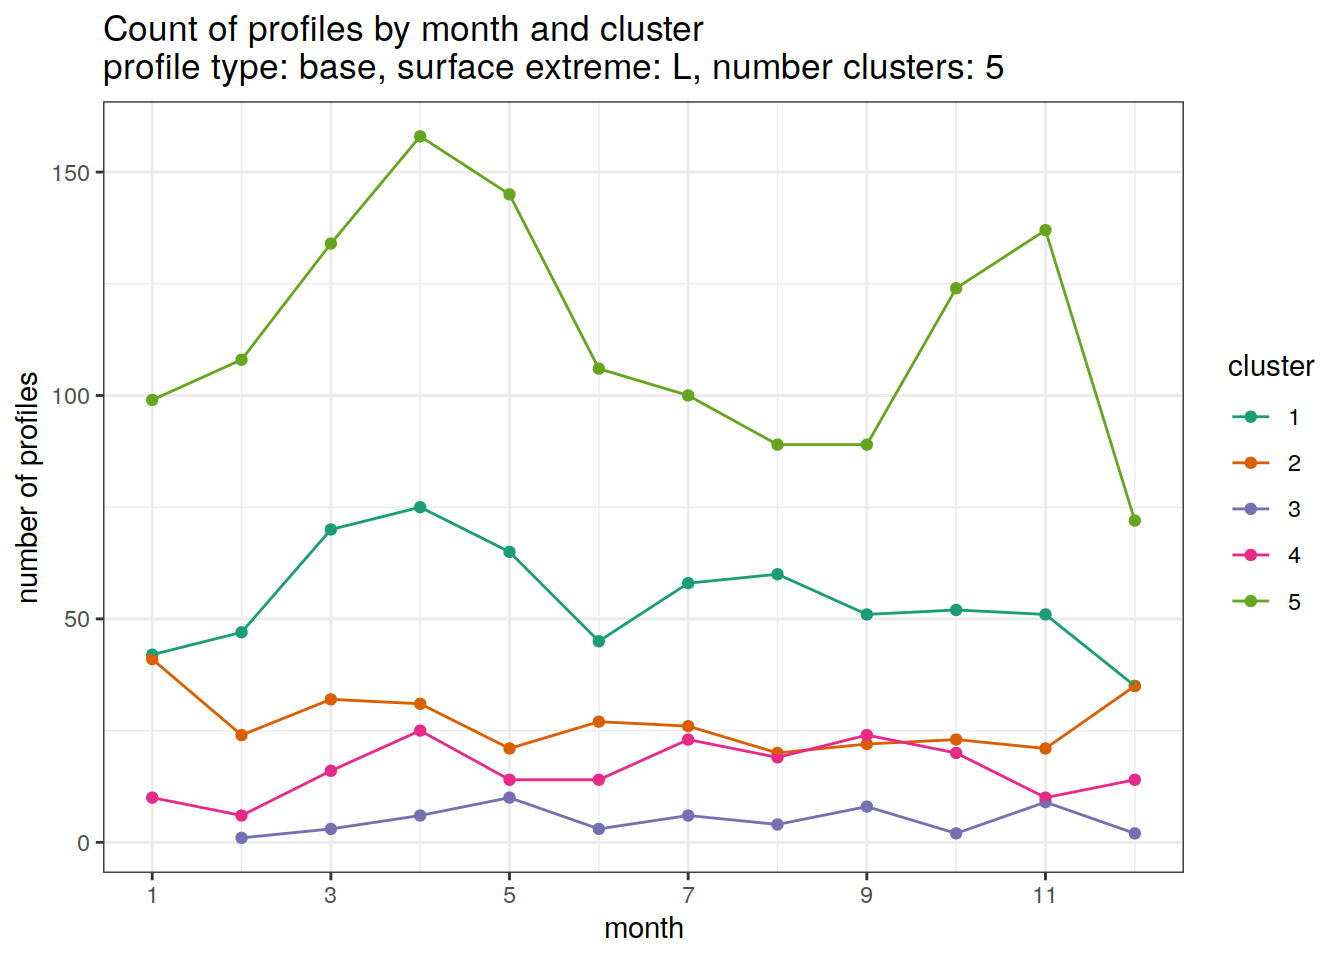 Count of profiles by month and cluster
profile type: base, surface extreme: L, number clusters: 5
150
100
50
0
number of profiles
1 3 5 7 9 11
month
cluster
1
2
3
4
5